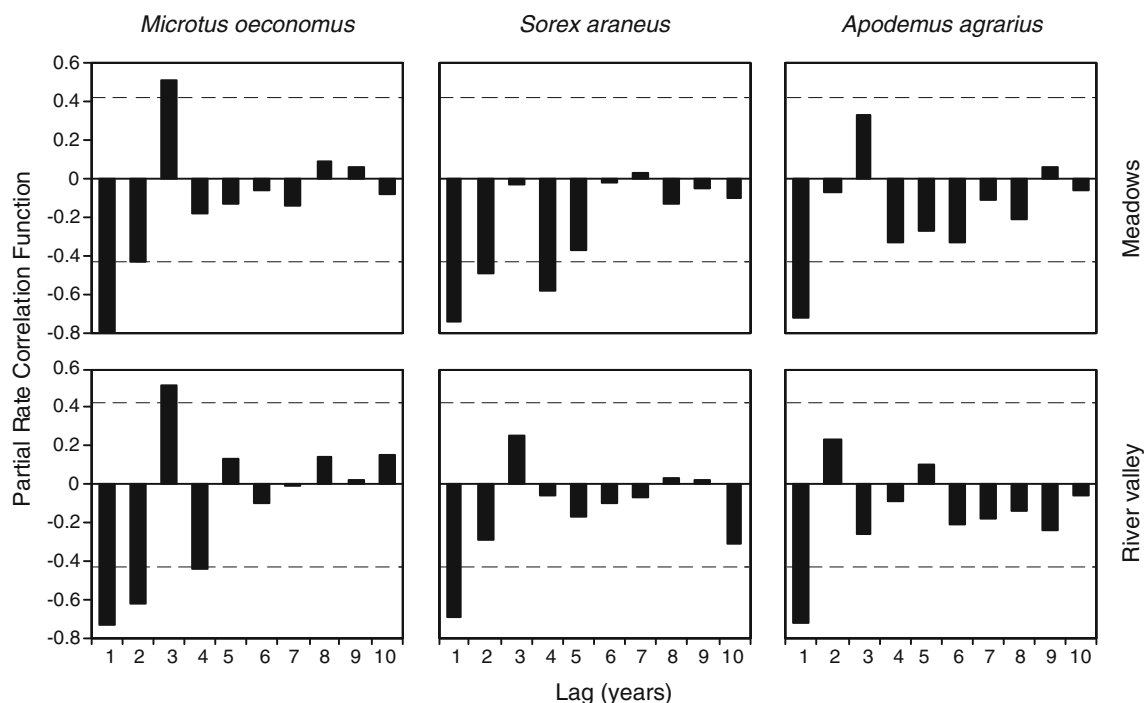 Microtus oeconomus
Sorex araneus
Apodemus agrarius
Partial Rate Correlation Function
0.6
0.4
0.2
0
-0.2
-0.4
-0.6
-0.8
Meadows
0.6
0.4
0.2
0
-0.2
-0.4
-0.6
-0.8
River valley
1 2 3 4 5 6 7 8 9 10
1 2 3 4 5 6 7 8 9 10
1 2 3 4 5 6 7 8 9 10
Lag (years)